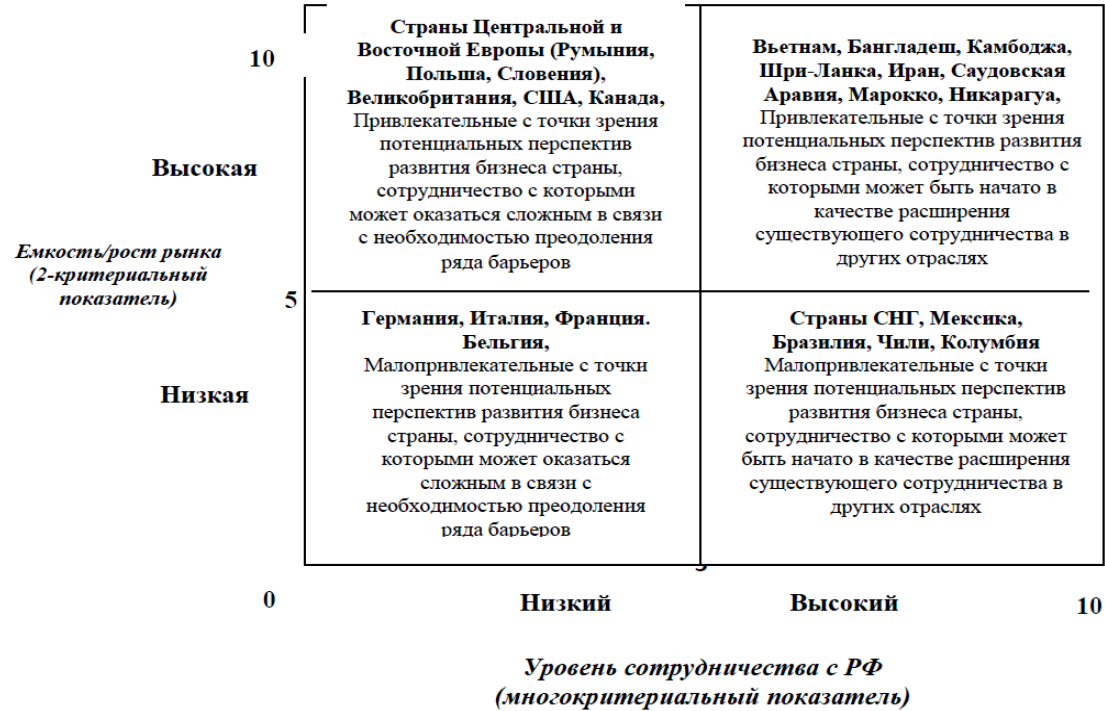 10
Высокая
Емкость/рост рынка
(2-критериальный
показатель)
5
Низкая
0
Страны Центральной и
Восточной Европы (Румыния,
Польша, Словения),
Великобритания, США, Канада,
Привлекательные с точки зрения
потенциальных перспектив
развития бизнеса страны,
сотрудничество с которыми
может оказаться сложным в связи
с необходимостью преодоления
ряда барьеров
Вьетнам, Бангладеш, Камбоджа,
Шри-Ланка, Иран, Саудовская
Аравия, Марокко, Никарагуа,
Привлекательные с точки зрения
потенциальных перспектив развития
бизнеса страны, сотрудничество с
которыми может быть начато в
качестве расширения
существующего сотрудничества в
других отраслях
Германия, Италия, Франция.
Бельгия,
Малопривлекательные с точки
зрения потенциальных
перспектив развития бизнеса
страны, сотрудничество с
которыми может оказаться
сложным в связи с
необходимостью преодоления
ряда барьеров
Страны СНГ, Мексика,
Бразилия, Чили, Колумбия
Малопривлекательные с точки
зрения потенциальных перспектив
развития бизнеса страны,
сотрудничество с которыми может
быть начато в качестве расширения
существующего сотрудничества в
других отраслях
Низкий
Высокий
10
Уровень сотрудничества с РФ
(многокритериальный показатель)